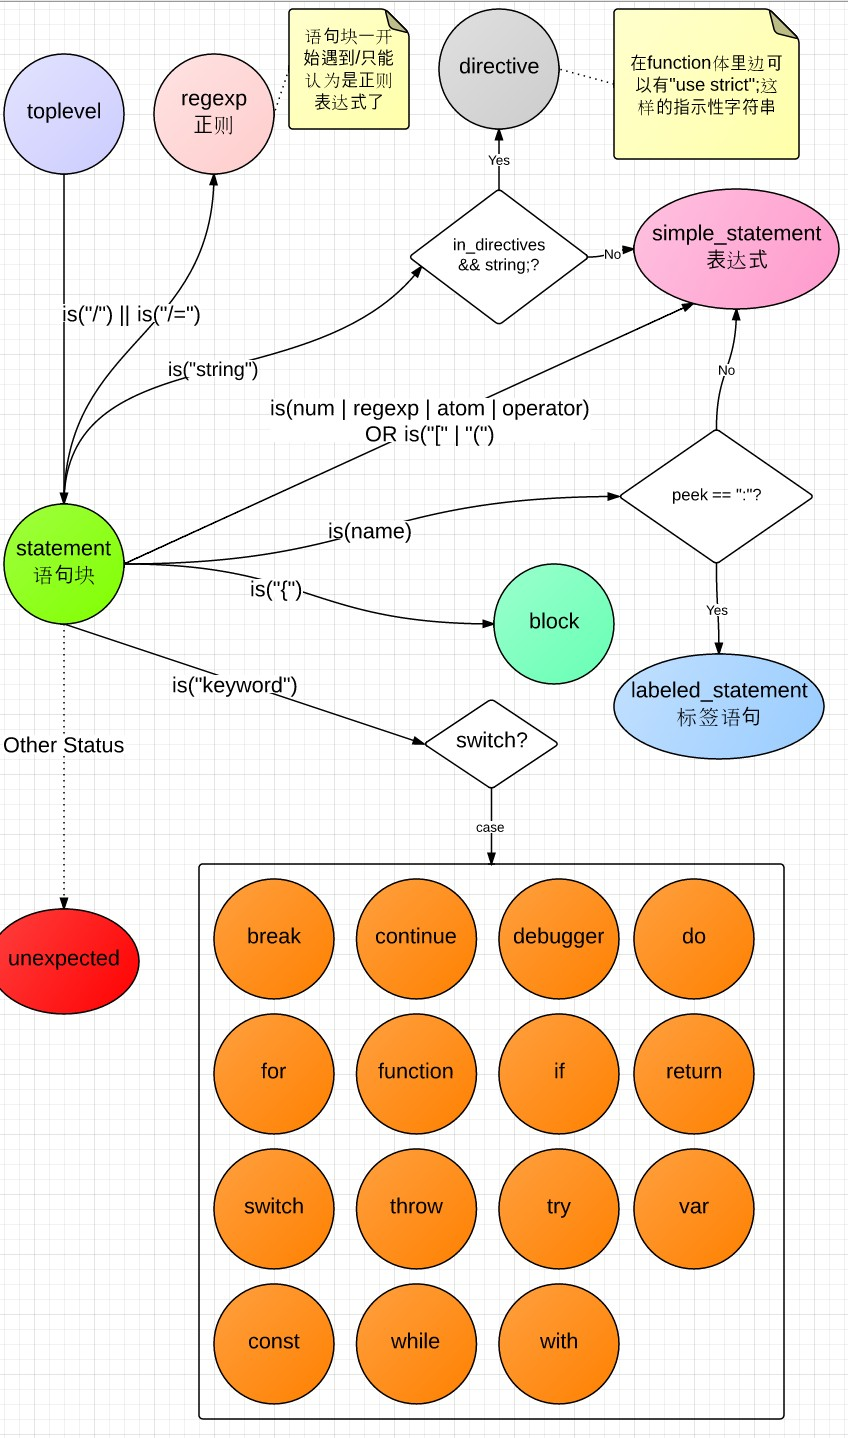 toplevel
regexp
正则
语句块一开
始遇到/只能
认为是正则
表达式了
directive
在function体里边可
以有"use strict";这
样的指示性字符串
Yes
in_directives
&& string;?
No
simple_statement
表达式
is("/") || is("/=")
is("string")
No
is(num | regexp | atom | operator)
OR is("[" | "(")
peek == ":"?
is(name)
statement
语句块
is("{")
block
Yes
labeled_statement
标签语句
is("keyword")
switch?
Other Status
case
unexpected
break
continue
debugger
do
for
function
if
return
switch
throw
try
var
const
while
with